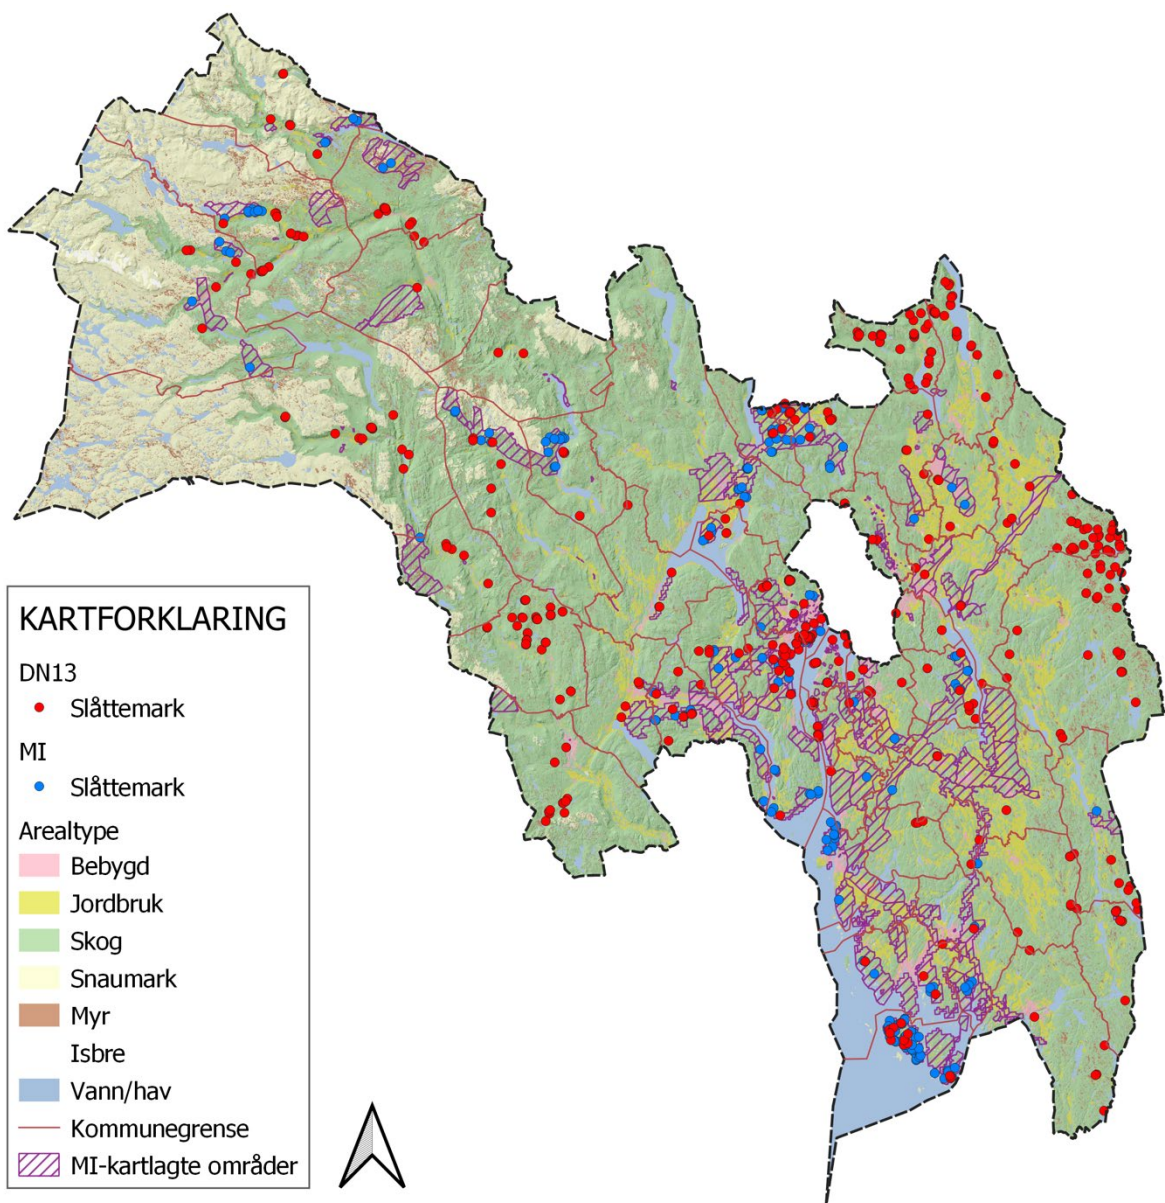 KARTFORKLARING
DN13
Slåttemark
MI
Slåttemark
Arealtype
Bebygd
Jordbruk
Skog
Snaumark
Myr
Isbre
Vann/hav
Kommunegrense
MI-kartlagte områder